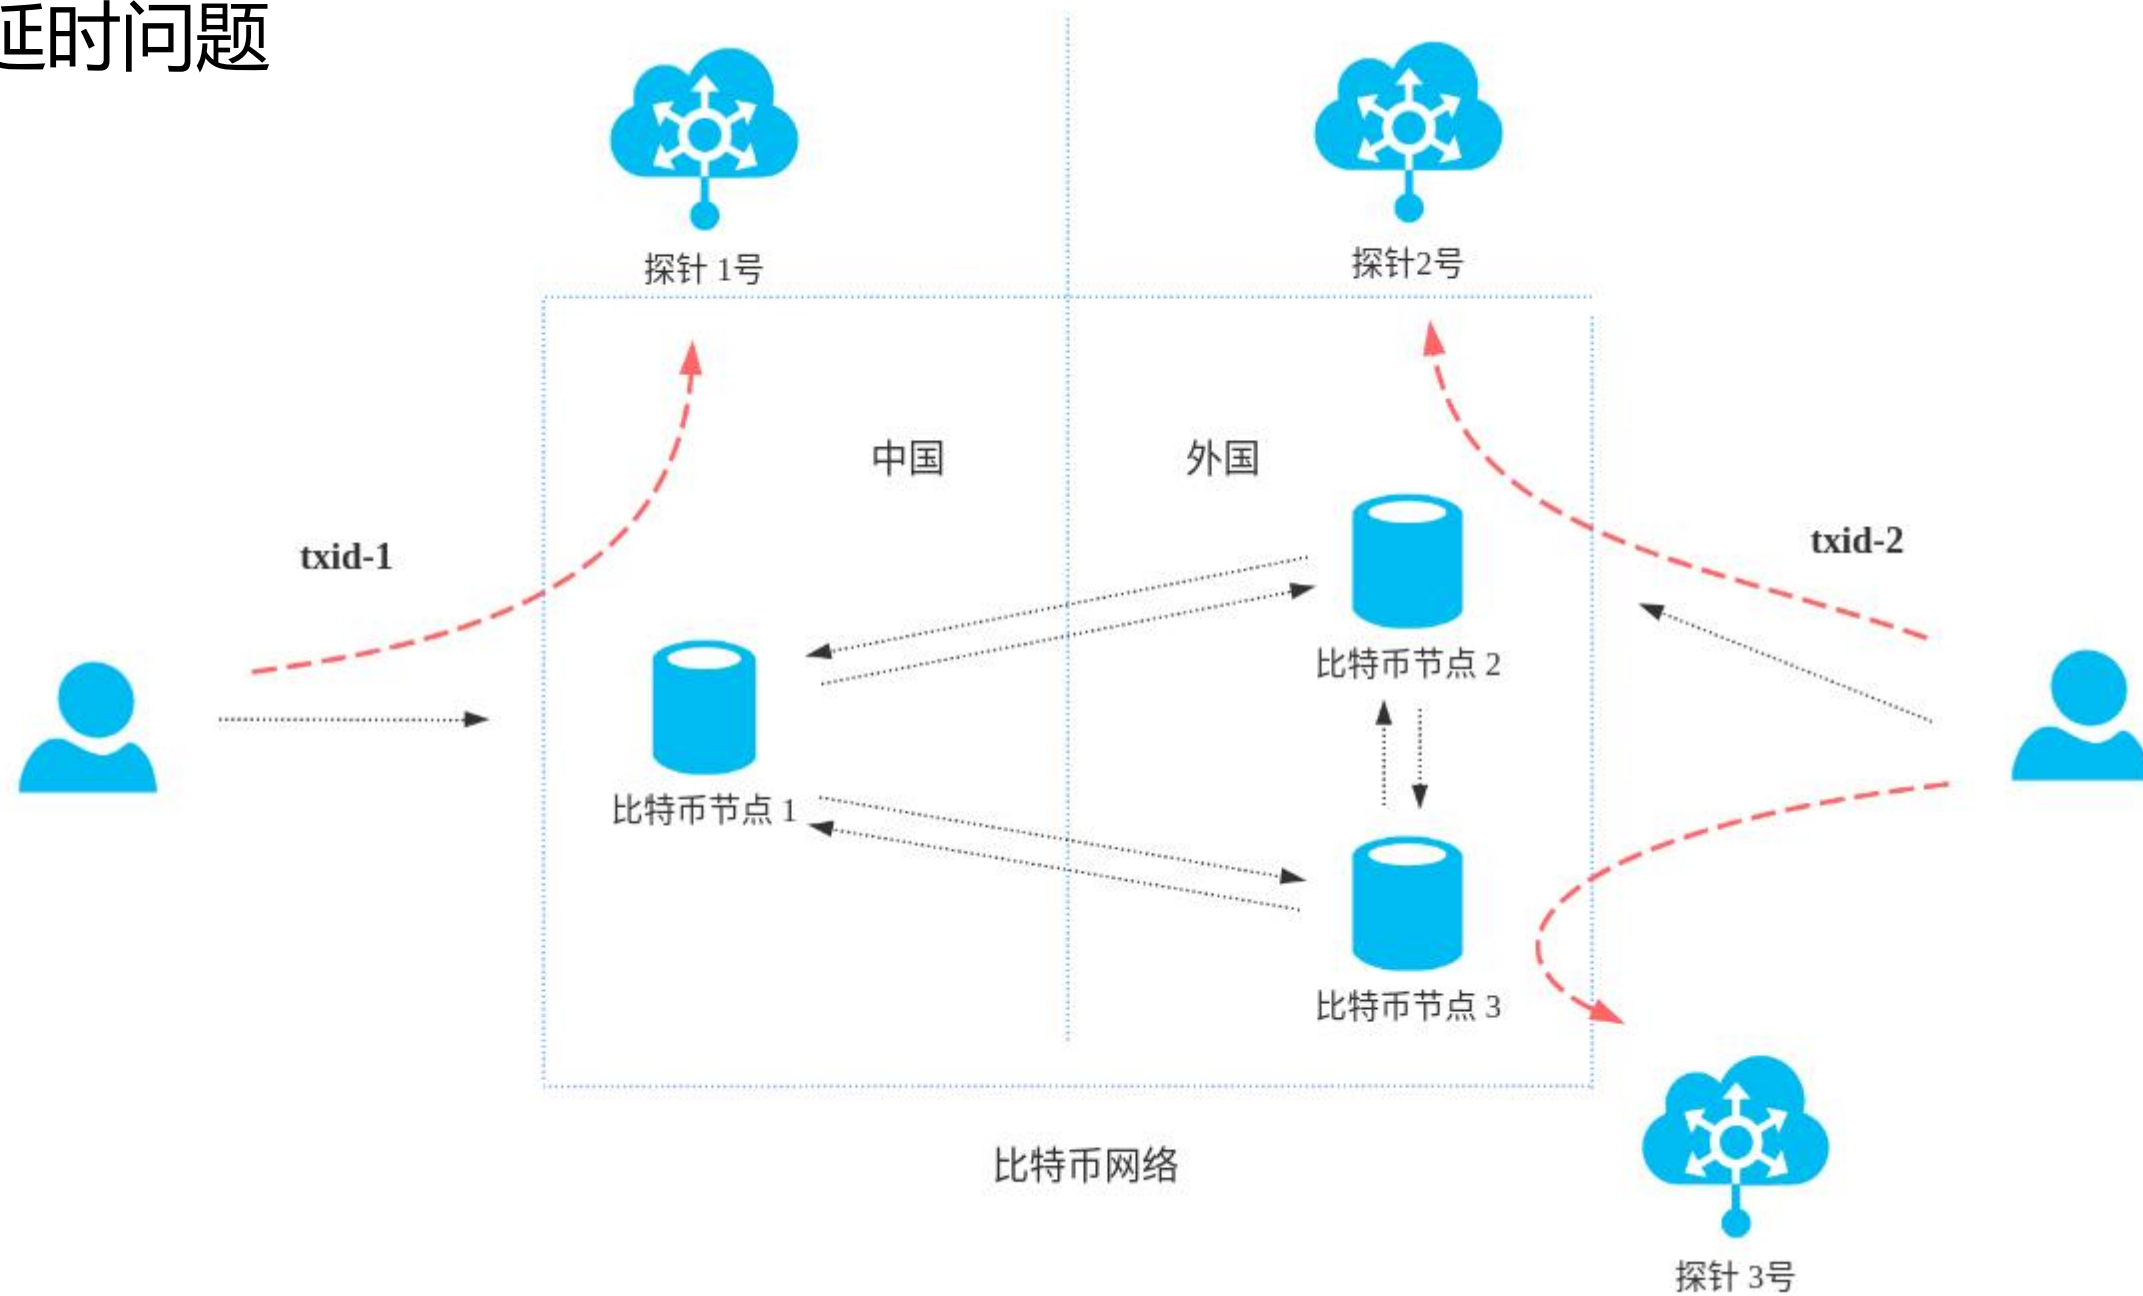 延时问题
探针 1号
探针2号
中国
外国
txid-1
txid-2
比特币节点 2
比特币节点 1
比特币节点 3
比特币网络
探针 3号